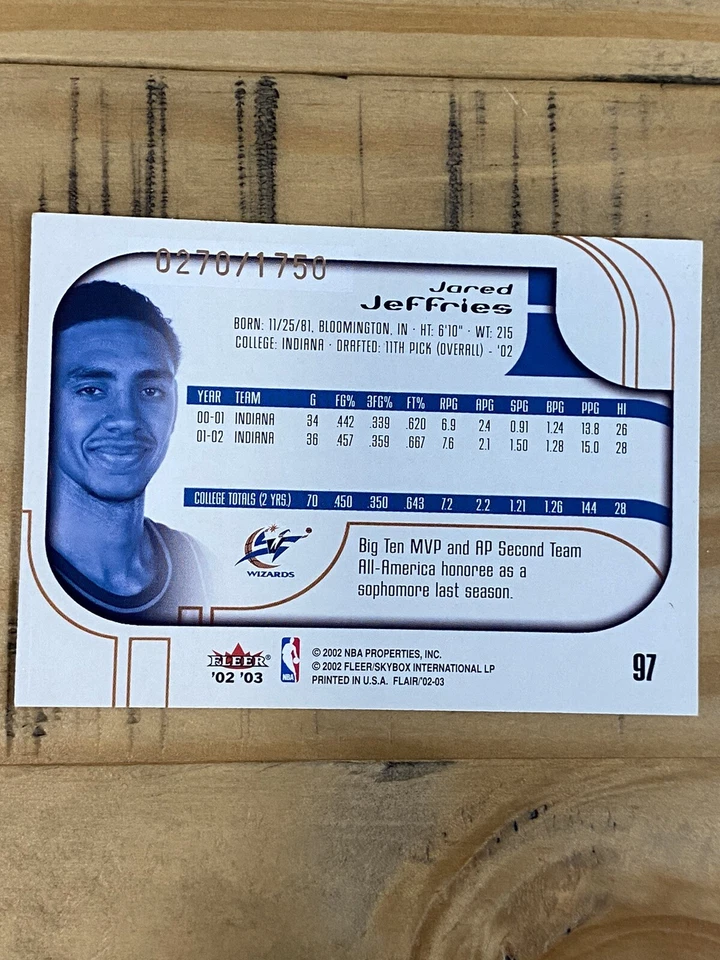 0270/1750
Jared
Jeffries
BORN: 11/25/81, BLOOMINGTON, IN · HT: 6'10" · WT: 215
COLLEGE: INDIANA · DRAFTED: 11TH PICK (OVERALL) - '02
YEAR TEAM G FG% 3FG% FT% RPG APG SPG BPG PPG HI
00-01 INDIANA 34 .442 .339 .620 6.9 2.4 0.91 1.24 13.8 26
01-02 INDIANA 36 .457 .359 .667 7.6 2.1 1.50 1.28 15.0 28
COLLEGE TOTALS (2 YRS.) 70 .450 .350 .643 7.2 2.2 1.21 1.26 144 28
WIZARDS
Big Ten MVP and AP Second Team
All-America honoree as a
sophomore last season.
FLEER®
'02 '03
NBA
© 2002 NBA PROPERTIES, INC.
© 2002 FLEER/SKYBOX INTERNATIONAL LP
PRINTED IN U.S.A. FLAIR/'02-03
97